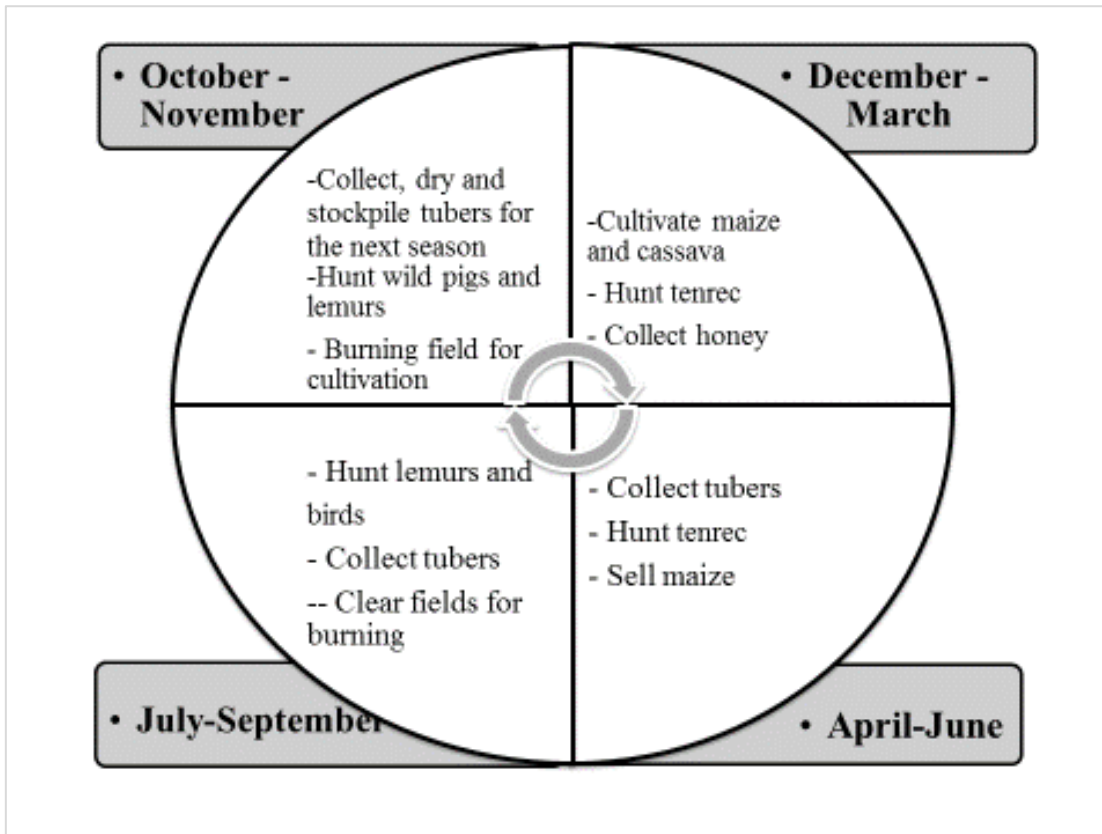 • October -
November
-Collect, dry and
stockpile tubers for
the next season
-Hunt wild pigs and
lemurs
- Burning field for
cultivation
• December -
March
-Cultivate maize
and cassava
- Hunt tenrec
- Collect honey
- Hunt lemurs and
birds
- Collect tubers
-- Clear fields for
burning
• July-September
- Collect tubers
- Hunt tenrec
- Sell maize
• April-June